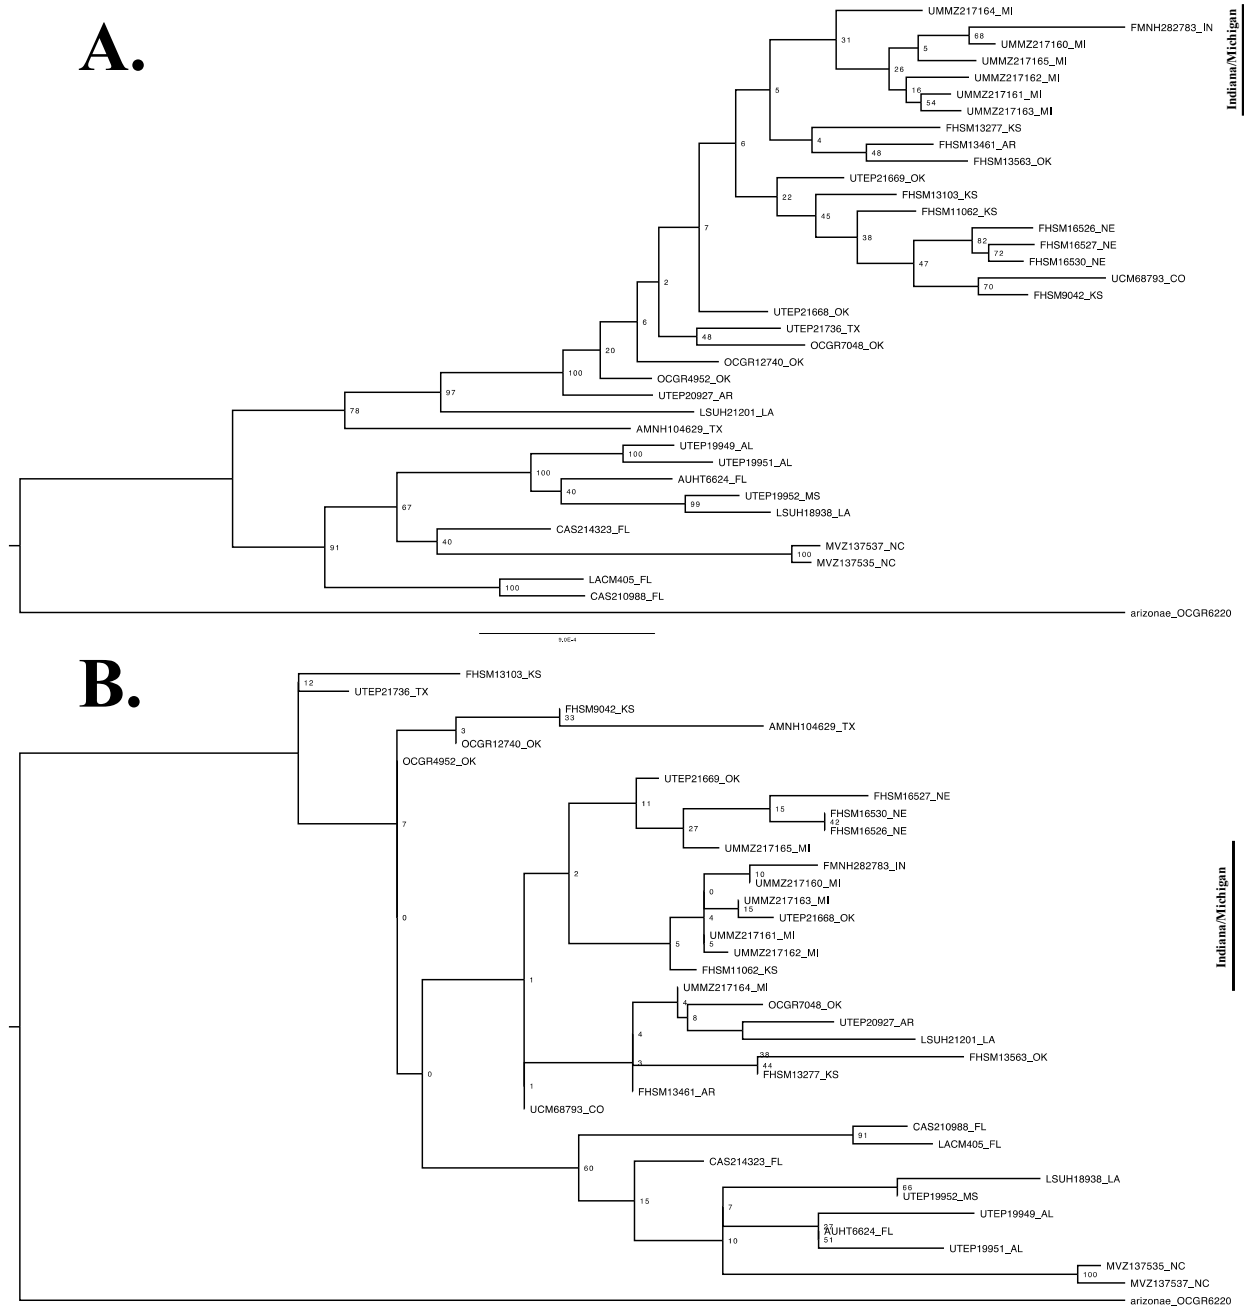 A.
UMMZ217164_MI
FMNH282783_IN
31
68
UMMZ217160_MI
5
UMMZ217165_MI
26
UMMZ217162_MI
Indiana/Michigan
5
16
UMMZ217161_MI
54
UMMZ217163_MI
FHSM13277_KS
4
FHSM13461_AR
6
48
FHSM13563_OK
UTEP21669_OK
22
FHSM13103_KS
45
FHSM11062_KS
7
38
FHSM16526_NE
82
FHSM16527_NE
72
47
FHSM16530_NE
UCM68793_CO
2
70
FHSM9042_KS
UTEP21668_OK
6
UTEP21736_TX
48
OCGR7048_OK
20
OCGR12740_OK
100
OCGR4952_OK
97
UTEP20927_AR
78
LSUH21201_LA
AMNH104629_TX
UTEP19949_AL
100
UTEP19951_AL
100
AUHT6624_FL
40
UTEP19952_MS
67
99
LSUH18938_LA
CAS214323_FL
40
MVZ137537_NC
91
100
MVZ137535_NC
LACM405_FL
100
CAS210988_FL
arizonae_OCGR6220
9.0E-4
B.
FHSM13103_KS
12
UTEP21736_TX
FHSM9042_KS
33
3
AMNH104629_TX
OCGR12740_OK
OCGR4952_OK
UTEP21669_OK
FHSM16527_NE
11
15
FHSM16530_NE
7
42
27
FHSM16526_NE
UMMZ217165_MI
FMNH282783_IN
2
10
UMMZ217160_MI
0
UMMZ217163_MI
15
0
4
UTEP21668_OK
UMMZ217161_MI
5
5
UMMZ217162_MI
Indiana/Michigan
FHSM11062_KS
1
UMMZ217164_MI
4
OCGR7048_OK
8
UTEP20927_AR
4
LSUH21201_LA
38
FHSM13563_OK
3
44
0
FHSM13277_KS
1
FHSM13461_AR
UCM68793_CO
CAS210988_FL
91
LACM405_FL
60
CAS214323_FL
LSUH18938_LA
66
15
UTEP19952_MS
7
UTEP19949_AL
AUHT6624_FL
10
51
UTEP19951_AL
MVZ137535_NC
100
MVZ137537_NC
arizonae_OCGR6220